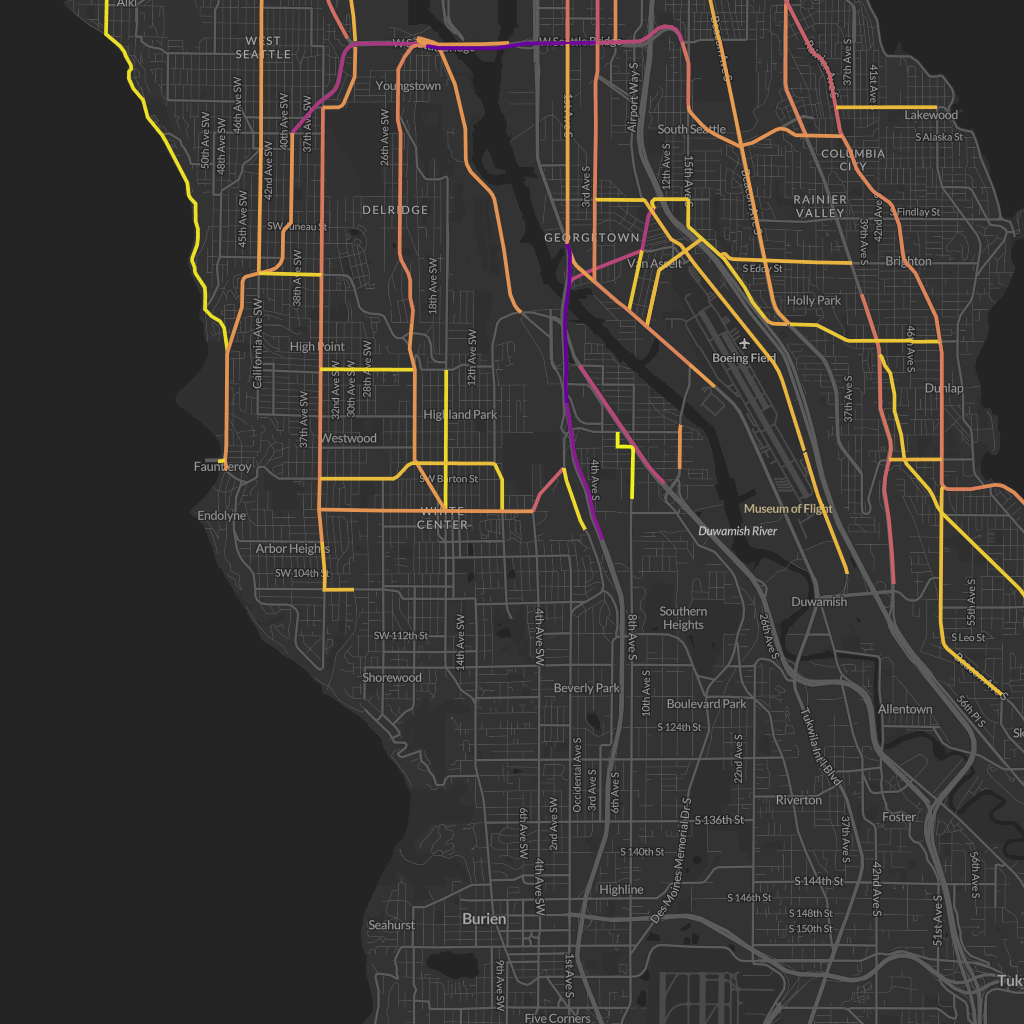 Alki
WEST
SEATTLE
W Seattle Bridge
Beacon Ave S
Rainier Ave S
37th Ave S
41st Ave S
Airport Way S
Youngstown
46th Ave SW
50th Ave SW
48th Ave SW
40th Ave SW
37th Ave SW
42nd Ave SW
26th Ave SW
1st Ave S
Lakewood
South Seattle
S Alaska St
COLUMBIA
CITY
3rd Ave S
12th Ave S
15th Ave S
Beacon Ave S
RAINIER
VALLEY
DELRIDGE
45th Ave SW
SW Juneau St
S Findlay St
39th Ave S
42nd Ave S
GEORGETOWN
Van Asselt
S Eddy St
Brighton
38th Ave SW
18th Ave SW
Holly Park
California Ave SW
High Point
12th Ave SW
Boeing Field
46th Ave S
32nd Ave SW
30th Ave SW
28th Ave SW
37th Ave SW
37th Ave S
Dunlap
Highland Park
Westwood
Fauntleroy
SW Barton St
4th Ave S
WHITE
CENTER
Endolyne
Museum of Flight
Duwamish River
Arbor Heights
SW 104th St
Duwamish
55th Ave S
Southern
Heights
SW 112th St
14th Ave SW
4th Ave SW
8th Ave S
26th Ave S
S Leo St
Beacon Ave S
Shorewood
Beverly Park
10th Ave S
Boulevard Park
Allentown
56th Pl S
S 124th St
Tukwila Int'l Blvd
22nd Ave S
Occidental Ave S
3rd Ave S
6th Ave S
Riverton
6th Ave SW
2nd Ave SW
S 136th St
Foster
37th Ave S
Des Moines Memorial Dr S
S 140th St
56th Ave S
4th Ave SW
42nd Ave S
S 144th St
Highline
S 146th St
51st Ave S
Burien
Seahurst
S 148th St
S 150th St
9th Ave SW
1st Ave S
Five Corners